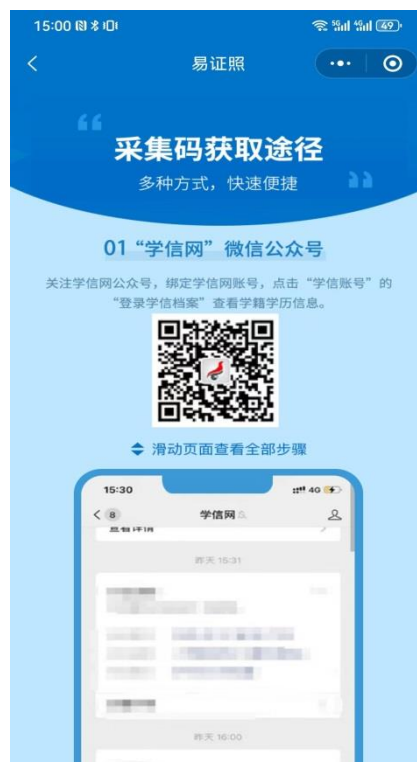 15:00
49
易证照
采集码获取途径
多种方式，快速便捷
01 “学信网”微信公众号
关注学信网公众号，绑定学信网账号，点击“学信账号”的
“登录学信档案”查看学籍学历信息。
滑动页面查看全部步骤
15:30
4G
8
学信网
查看详情
昨天 15:31
昨天 16:00